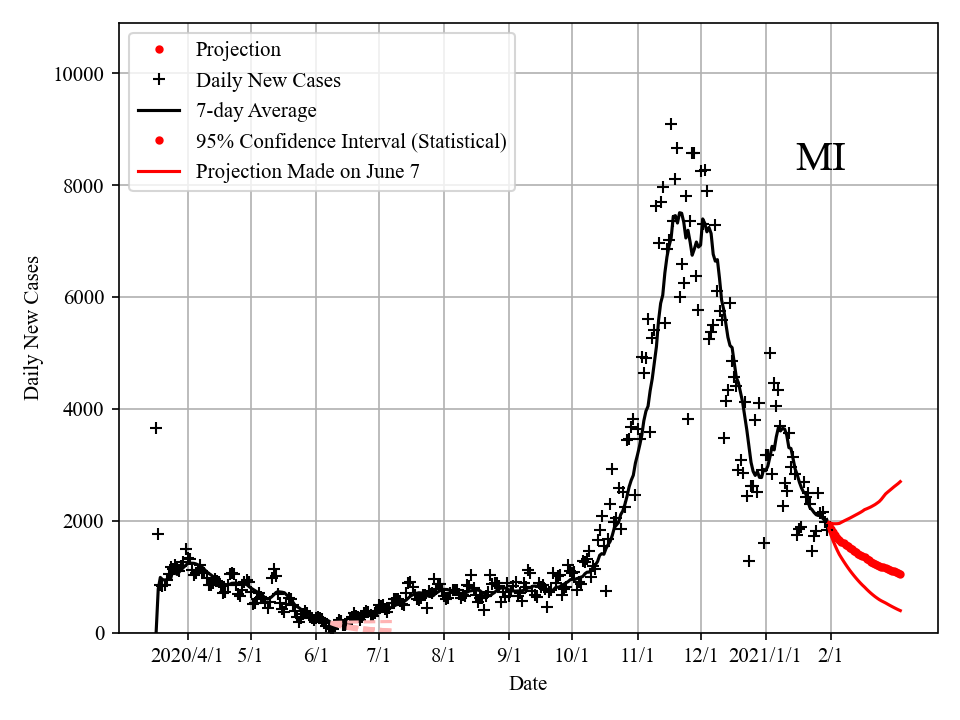 Projection
Daily New Cases
7-day Average
95% Confidence Interval (Statistical)
Projection Made on June 7
MI
10000
8000
6000
4000
2000
0
Daily New Cases
2020/4/1 5/1 6/1 7/1 8/1 9/1 10/1 11/1 12/1 2021/1/1 2/1
Date